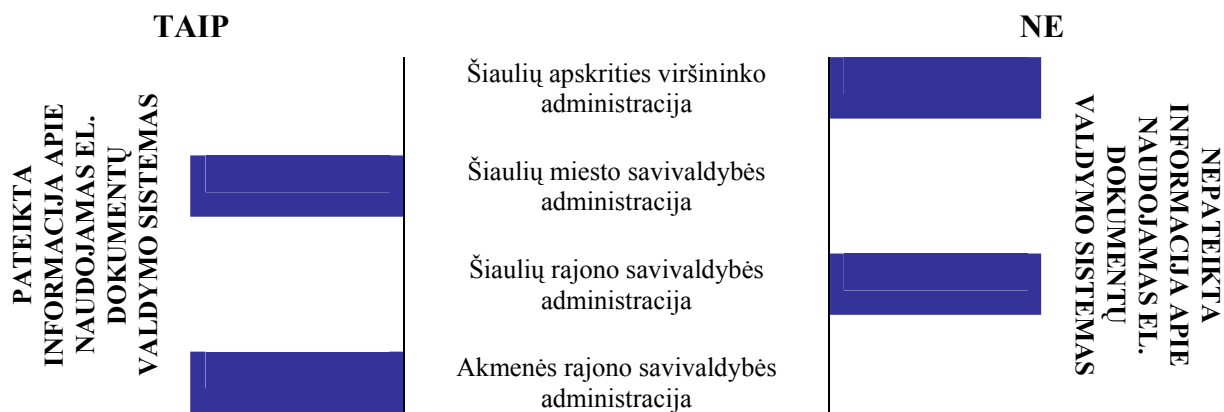 TAIP
NE
PATEIKTA
INFORMACIJA APIE
NAUDOJAMAS EL.
DOKUMENTŲ
VALDYMO SISTEMAS
Šiaulių apskrities viršininko
administracija
Šiaulių miesto savivaldybės
administracija
Šiaulių rajono savivaldybės
administracija
Akmenės rajono savivaldybės
administracija
NEPATEIKTA
INFORMACIJA APIE
NAUDOJAMAS EL.
DOKUMENTŲ
VALDYMO SISTEMAS